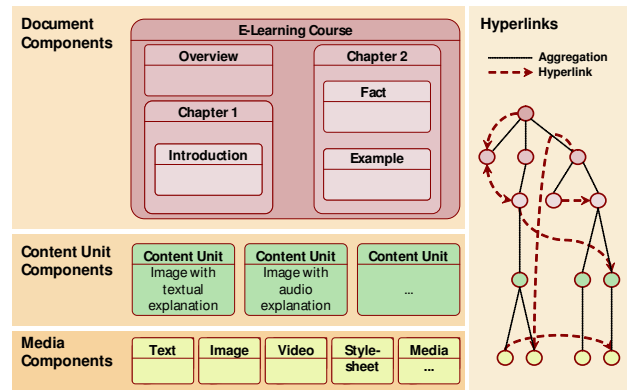 Document
Components
E-Learning Course
Overview
Chapter 2
Fact
Chapter 1
Introduction
Example
Content Unit
Components
Content Unit
Image with
textual
explanation
Content Unit
Image with
audio
explanation
Content Unit
...
Media
Components
Text
Image
Video
Style-
sheet
Media
...
Hyperlinks
Aggregation
Hyperlink